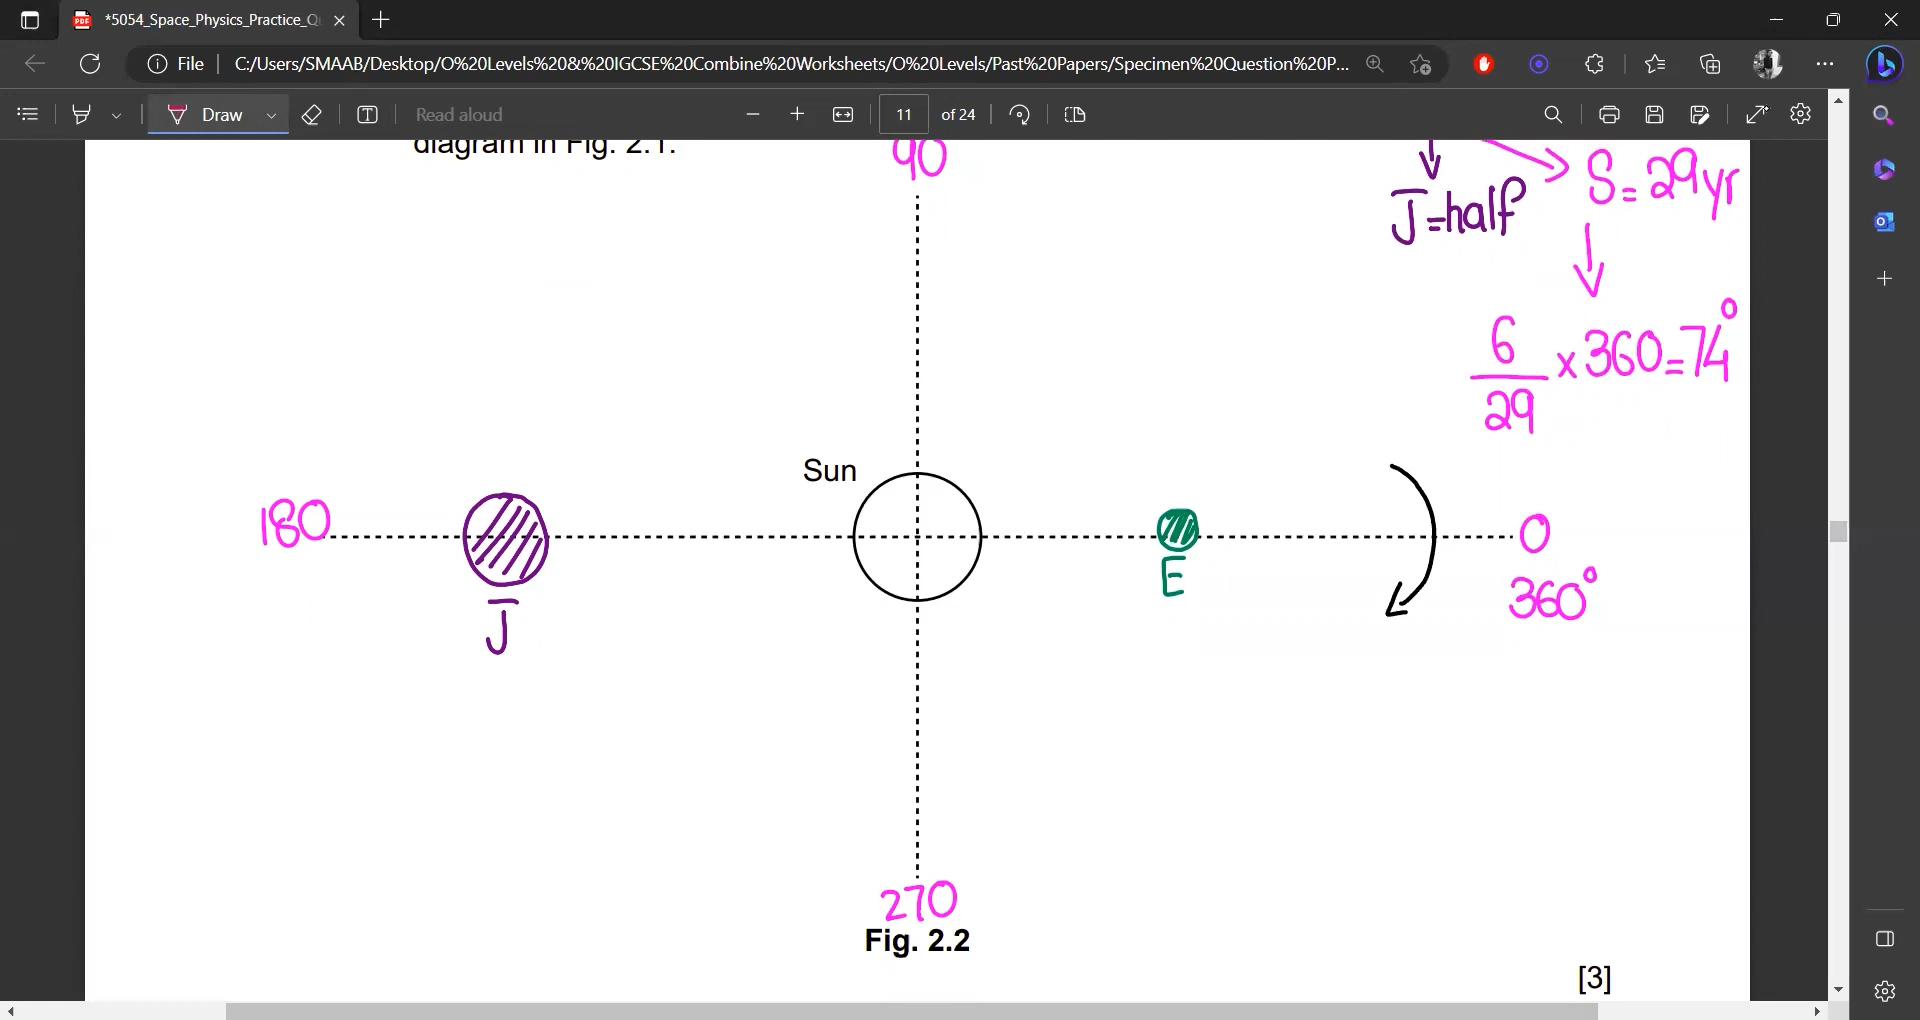 *5054_Space_Physics_Practice_Q
File
C:/Users/SMAAB/Desktop/O%20Levels%20&%20IGCSE%20Combine%20Worksheets/O%20Levels/Past%20Papers/Specimen%20Question%20P...
Draw
Read aloud
11 of 24
diagram in Fig. 2.1.
90
S = 29yr
J = half
6/29 x 360 = 74°
Sun
180
0
E
360°
J
270
Fig. 2.2
[3]